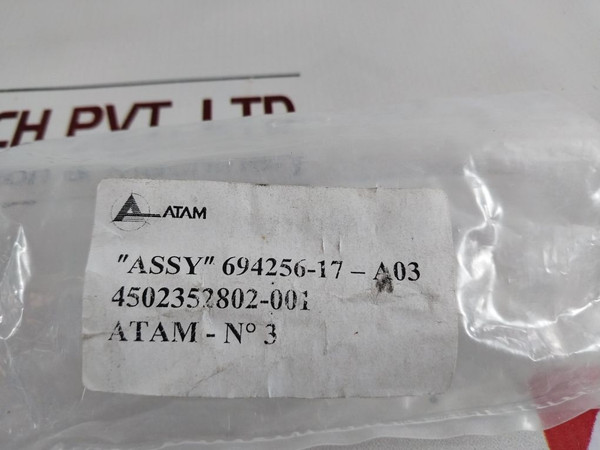 CH PVT. LTD
ATAM
"ASSY" 694256-17 – A03
4502352802-001
ATAM - N° 3